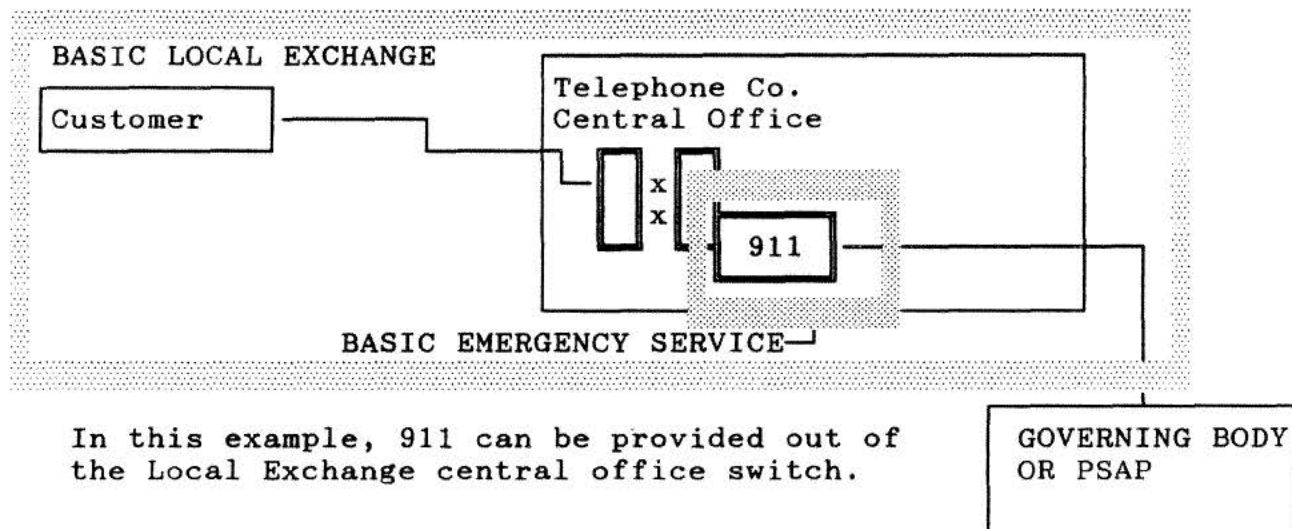 BASIC LOCAL EXCHANGE
Customer
Telephone Co.
Central Office
x
x
911
BASIC EMERGENCY SERVICE
In this example, 911 can be provided out of
the Local Exchange central office switch.
GOVERNING BODY
OR PSAP